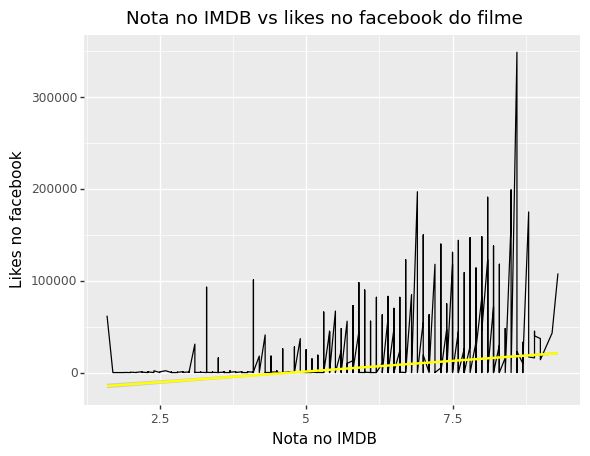 Nota no IMDB vs likes no facebook do filme
Likes no facebook
300000
200000
100000
0
2.5
5
7.5
Nota no IMDB